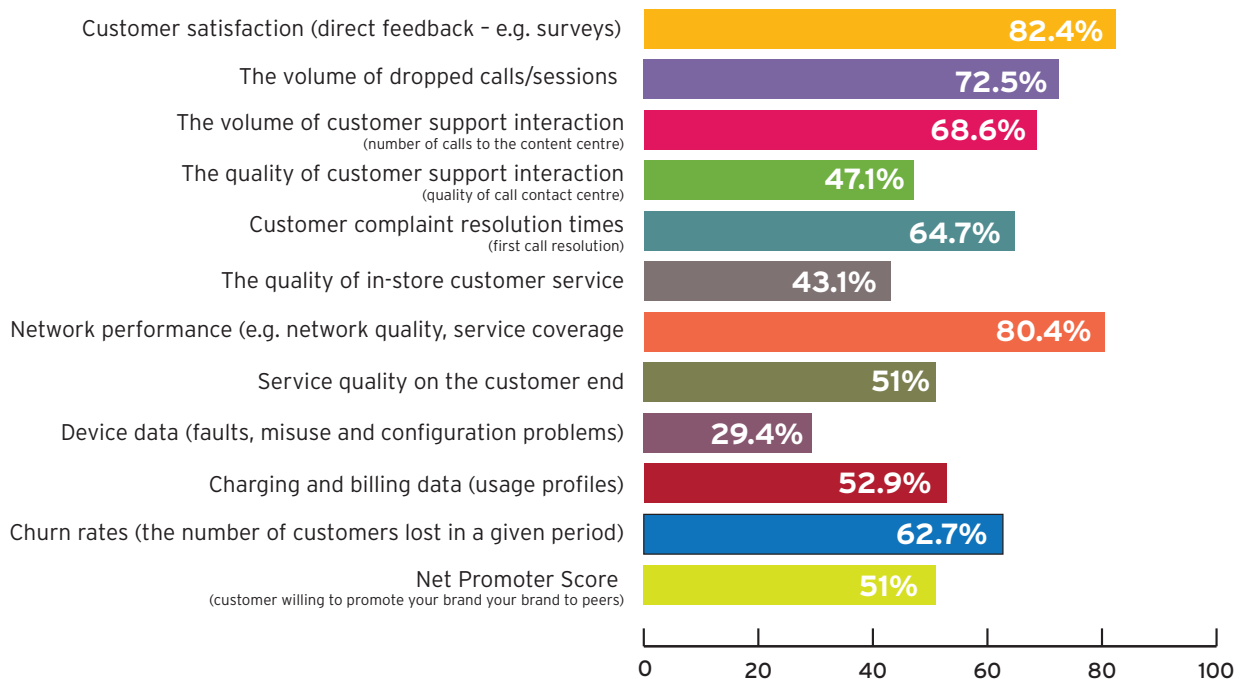 Customer satisfaction (direct feedback – e.g. surveys)
82.4%
The volume of dropped calls/sessions
72.5%
The volume of customer support interaction
(number of calls to the content centre)
68.6%
The quality of customer support interaction
(quality of call contact centre)
47.1%
Customer complaint resolution times
(first call resolution)
64.7%
The quality of in-store customer service
43.1%
Network performance (e.g. network quality, service coverage
80.4%
Service quality on the customer end
51%
Device data (faults, misuse and configuration problems)
29.4%
Charging and billing data (usage profiles)
52.9%
Churn rates (the number of customers lost in a given period)
62.7%
Net Promoter Score
(customer willing to promote your brand your brand to peers)
51%
0 20 40 60 80 100